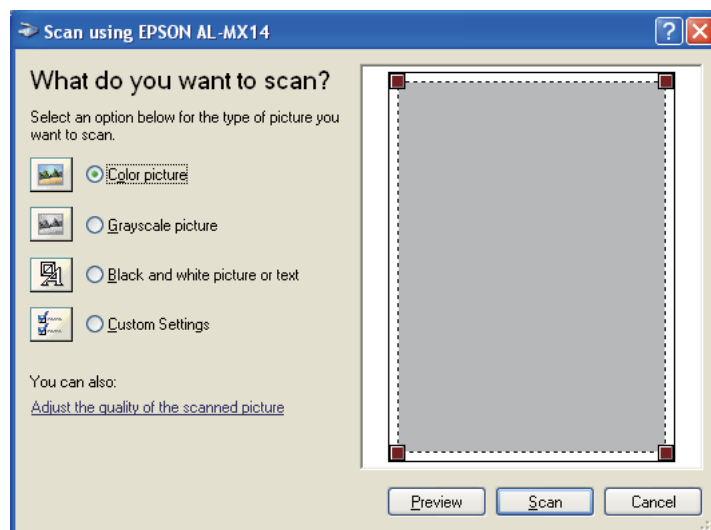 Scan using EPSON AL-MX14
What do you want to scan?
Select an option below for the type of picture you
want to scan.
Color picture
Grayscale picture
Black and white picture or text
Custom Settings
You can also:
Adjust the quality of the scanned picture
Preview
Scan
Cancel